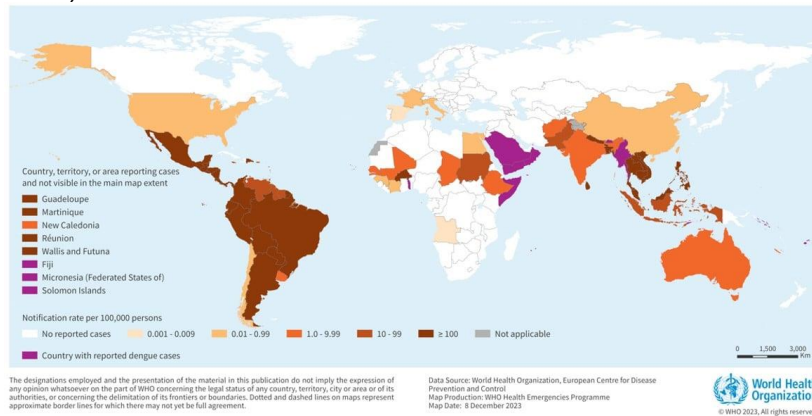 Country, territory, or area reporting cases
and not visible in the main map extent
Guadeloupe
Martinique
New Caledonia
Réunion
Wallis and Futuna
Fiji
Micronesia (Federated States of)
Solomon Islands
Notification rate per 100,000 persons
No reported cases
0.001 - 0.009
0.01 - 0.99
1.0 - 9.99
10 - 99
≥ 100
Not applicable
Country with reported dengue cases
0 1,500 3,000
Km
The designations employed and the presentation of the material in this publication do not imply the expression of
any opinion whatsoever on the part of WHO concerning the legal status of any country, territory, city or area or of its
authorities, or concerning the delimitation of its frontiers or boundaries. Dotted and dashed lines on maps represent
approximate border lines for which there may not yet be full agreement.
Data Source: World Health Organization, European Centre for Disease
Prevention and Control
Map Production: WHO Health Emergencies Programme
Map Date: 8 December 2023
World Healt
Organizatio
© WHO 2023, All rights reserve